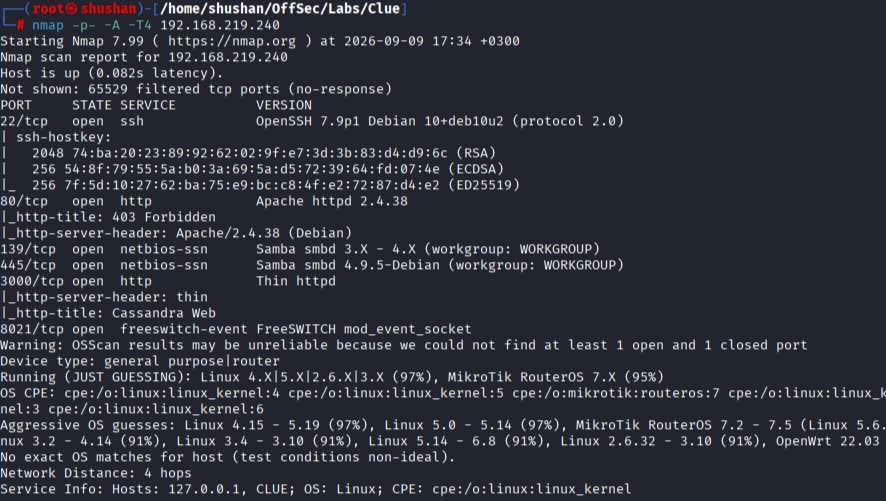 ┌──(root㉿shushan)-[/home/shushan/OffSec/Labs/Clue]
└─# nmap -p- -A -T4 192.168.219.240
Starting Nmap 7.99 ( https://nmap.org ) at 2026-09-09 17:34 +0300
Nmap scan report for 192.168.219.240
Host is up (0.082s latency).
Not shown: 65529 filtered tcp ports (no-response)
PORT     STATE SERVICE          VERSION
22/tcp   open  ssh              OpenSSH 7.9p1 Debian 10+deb10u2 (protocol 2.0)
| ssh-hostkey:
|   2048 74:ba:20:23:89:92:62:02:9f:e7:3d:3b:83:d4:d9:6c (RSA)
|   256 54:8f:79:55:5a:b0:3a:69:5a:d5:72:39:64:fd:07:4e (ECDSA)
|_  256 7f:5d:10:27:62:ba:75:e9:bc:c8:4f:e2:72:87:d4:e2 (ED25519)
80/tcp   open  http             Apache httpd 2.4.38
|_http-title: 403 Forbidden
|_http-server-header: Apache/2.4.38 (Debian)
139/tcp  open  netbios-ssn      Samba smbd 3.X - 4.X (workgroup: WORKGROUP)
445/tcp  open  netbios-ssn      Samba smbd 4.9.5-Debian (workgroup: WORKGROUP)
3000/tcp open  http             Thin httpd
|_http-server-header: thin
|_http-title: Cassandra Web
8021/tcp open  freeswitch-event FreeSWITCH mod_event_socket
Warning: OSScan results may be unreliable because we could not find at least 1 open and 1 closed port
Device type: general purpose|router
Running (JUST GUESSING): Linux 4.X|5.X|2.6.X|3.X (97%), MikroTik RouterOS 7.X (95%)
OS CPE: cpe:/o:linux:linux_kernel:4 cpe:/o:linux:linux_kernel:5 cpe:/o:mikrotik:routeros:7 cpe:/o:linux:linux_k
nel:3 cpe:/o:linux:linux_kernel:6
Aggressive OS guesses: Linux 4.15 - 5.19 (97%), Linux 5.0 - 5.14 (97%), MikroTik RouterOS 7.2 - 7.5 (Linux 5.6.
nux 3.2 - 4.14 (91%), Linux 3.4 - 3.10 (91%), Linux 5.14 - 6.8 (91%), Linux 2.6.32 - 3.10 (91%), OpenWrt 22.03
No exact OS matches for host (test conditions non-ideal).
Network Distance: 4 hops
Service Info: Hosts: 127.0.0.1, CLUE; OS: Linux; CPE: cpe:/o:linux:linux_kernel